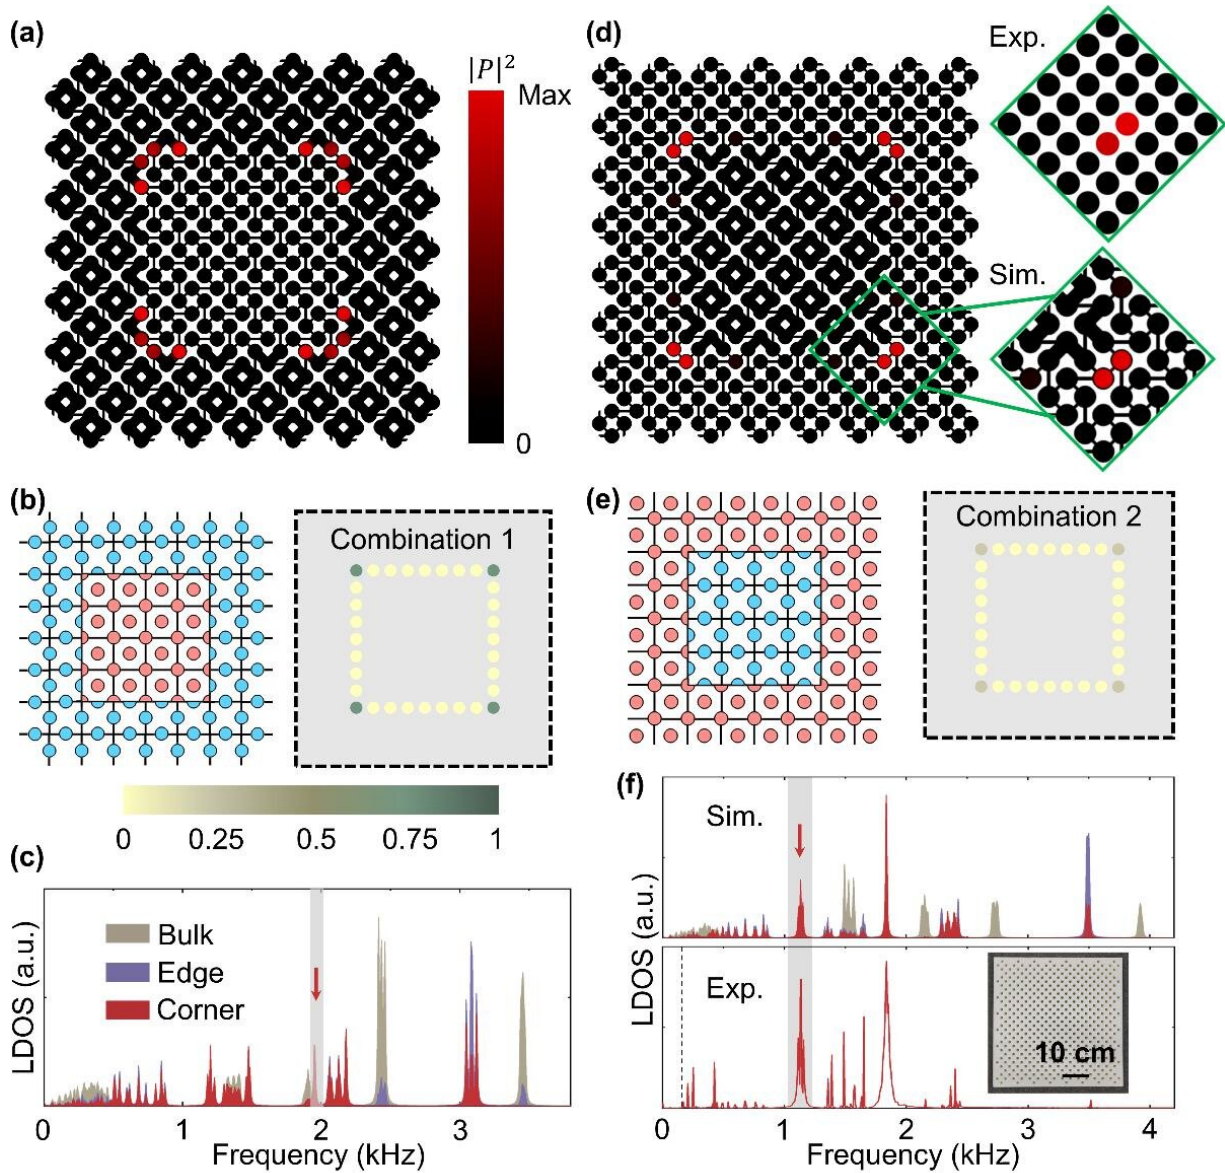 (a)
|P|²
Max
0
(d)
Exp.
Sim.
(b)
Combination 1
0 0.25 0.5 0.75 1
(e)
Combination 2
(c)
LDOS (a.u.)
Bulk
Edge
Corner
0 1 2 3
Frequency (kHz)
(f)
Sim.
Exp.
LDOS (a.u.)
10 cm
0 1 2 3 4
Frequency (kHz)